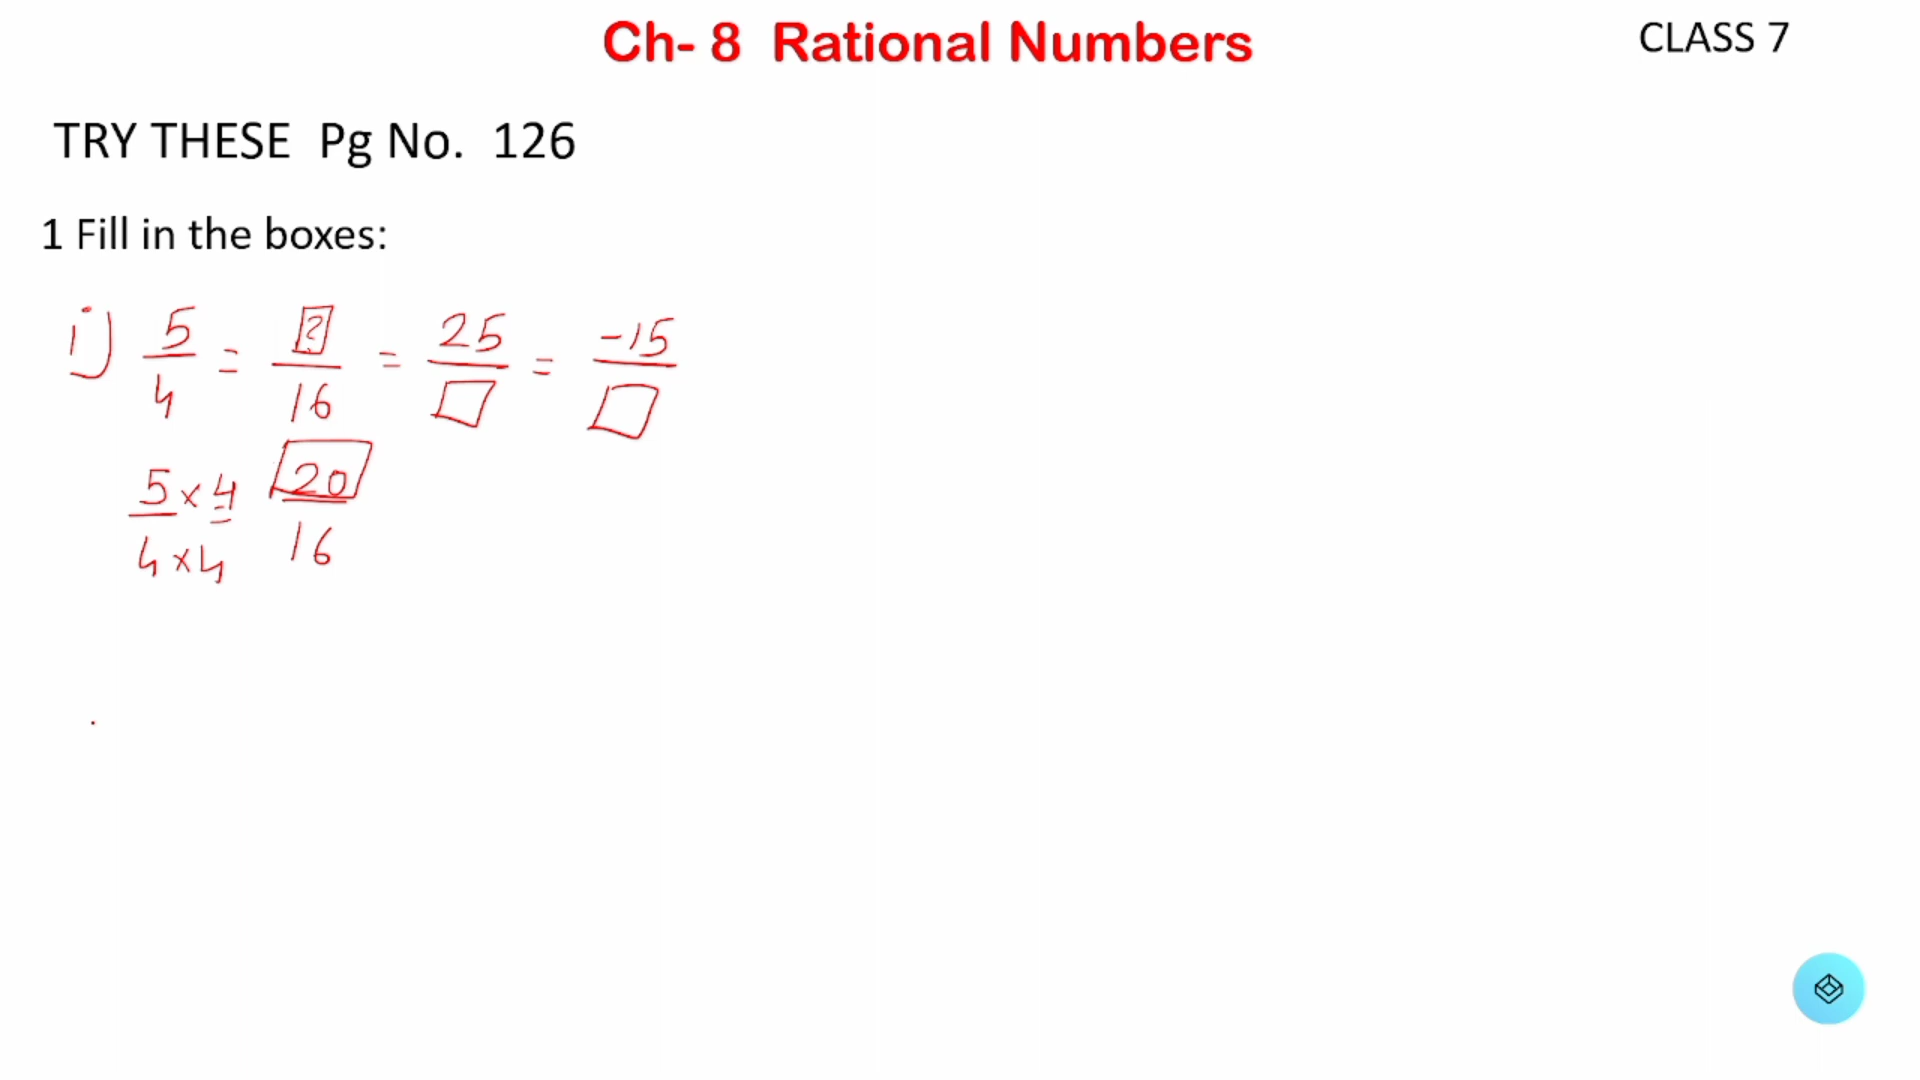 Ch- 8 Rational Numbers
CLASS 7
TRY THESE Pg No. 126
1 Fill in the boxes:
i) 5/4 = [?]/16 = 25/□ = -15/□
5×4/4×4 20/16